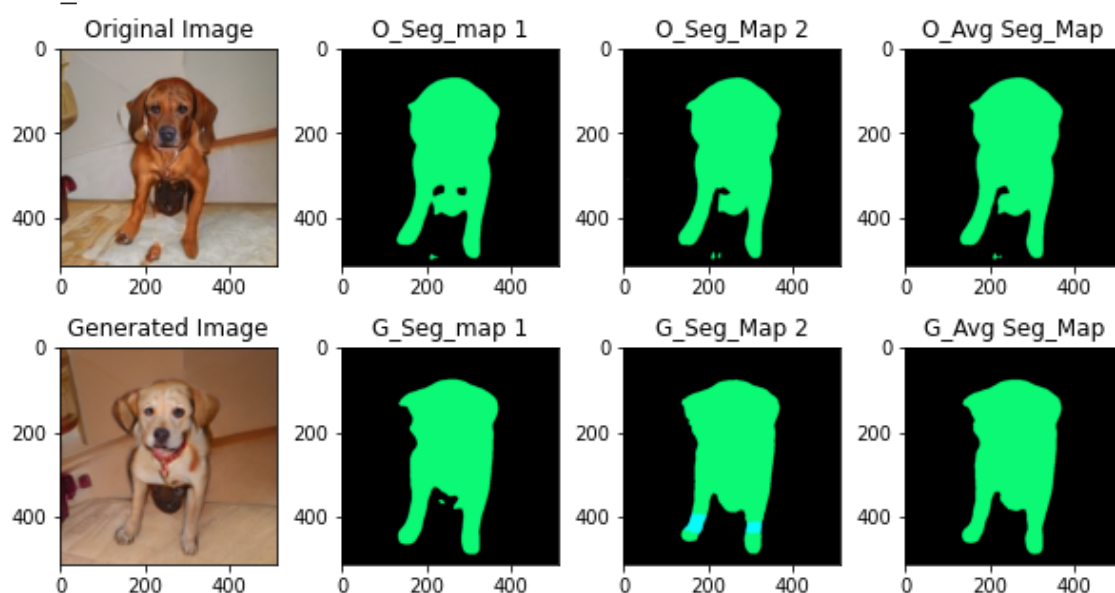 Original Image O_Seg_map 1 O_Seg_Map 2 O_Avg Seg_Map
0 0 0 0
200 200 200 200
400 400 400 400
0 200 400 0 200 400 0 200 400 0 200 400
Generated Image G_Seg_map 1 G_Seg_Map 2 G_Avg Seg_Map
0 0 0 0
200 200 200 200
400 400 400 400
0 200 400 0 200 400 0 200 400 0 200 400